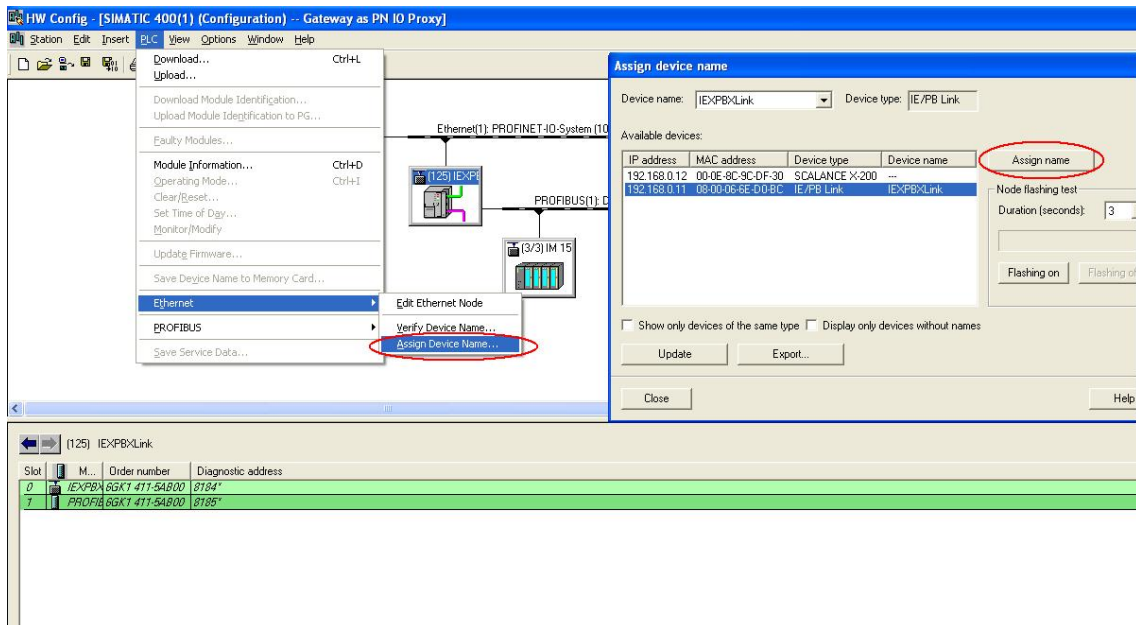 HW Config - [SIMATIC 400(1) (Configuration) -- Gateway as PN IO Proxy]
Station Edit Insert PLC View Options Window Help
Download... Ctrl+L
Upload...
Download Module Identification...
Upload Module Identification to PG...
Faulty Modules...
Module Information... Ctrl+D
Operating Mode... Ctrl+I
Clear/Reset...
Set Time of Day...
Monitor/Modify
Update Firmware...
Save Device Name to Memory Card...
Ethernet
PROFIBUS
Save Service Data...
Edit Ethernet Node
Verify Device Name...
Assign Device Name...
Ethernet(1): PROFINET-IO-System (10
(125) IEXPB
PROFIBUS(1): D
(3/3) IM 15
Assign device name
Device name: IEXPBXLink Device type: IE/PB Link
Available devices:
IP address MAC address Device type Device name
192.168.0.12 00-0E-8C-9C-DF-30 SCALANCE X-200 ---
192.168.0.11 08-00-06-6E-D0-BC IE/PB Link IEXPBXLink
Assign name
Node flashing test
Duration (seconds): 3
Flashing on Flashing of
Show only devices of the same type Display only devices without names
Update Export...
Close Help
(125) IEXPBXLink
Slot M... Order number Diagnostic address
0 IEXPBX 6GK1 411-5AB00 8184*
1 PROFIB 6GK1 411-5AB00 8185*